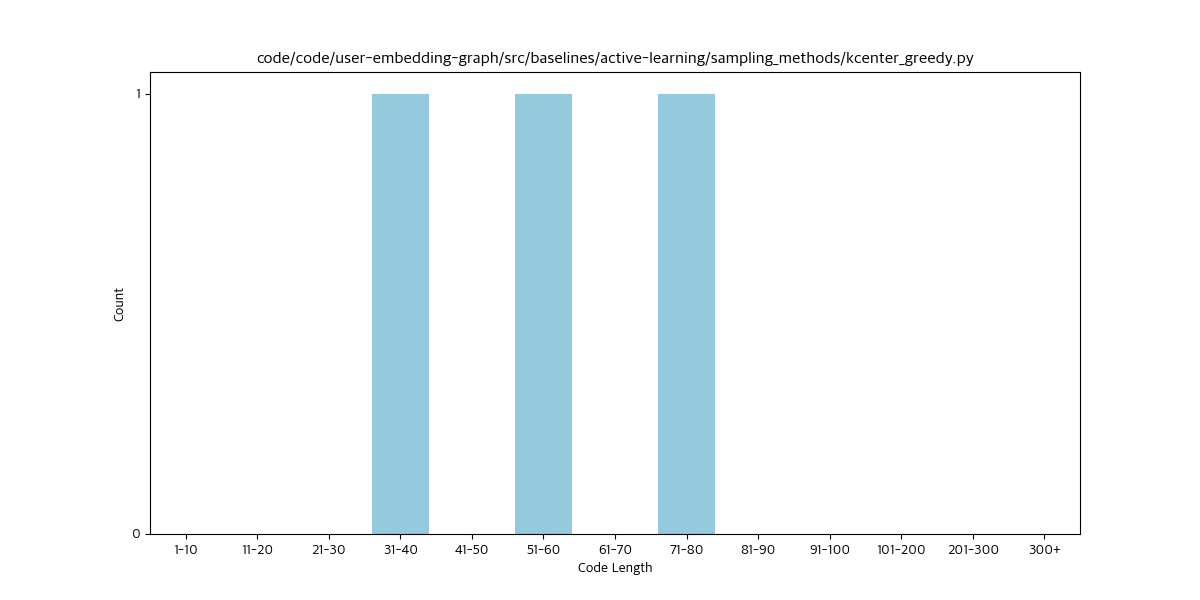 code/code/user-embedding-graph/src/baselines/active-learning/sampling_methods/kcenter_greedy.py
1
Count
0
1-10 11-20 21-30 31-40 41-50 51-60 61-70 71-80 81-90 91-100 101-200 201-300 300+
Code Length